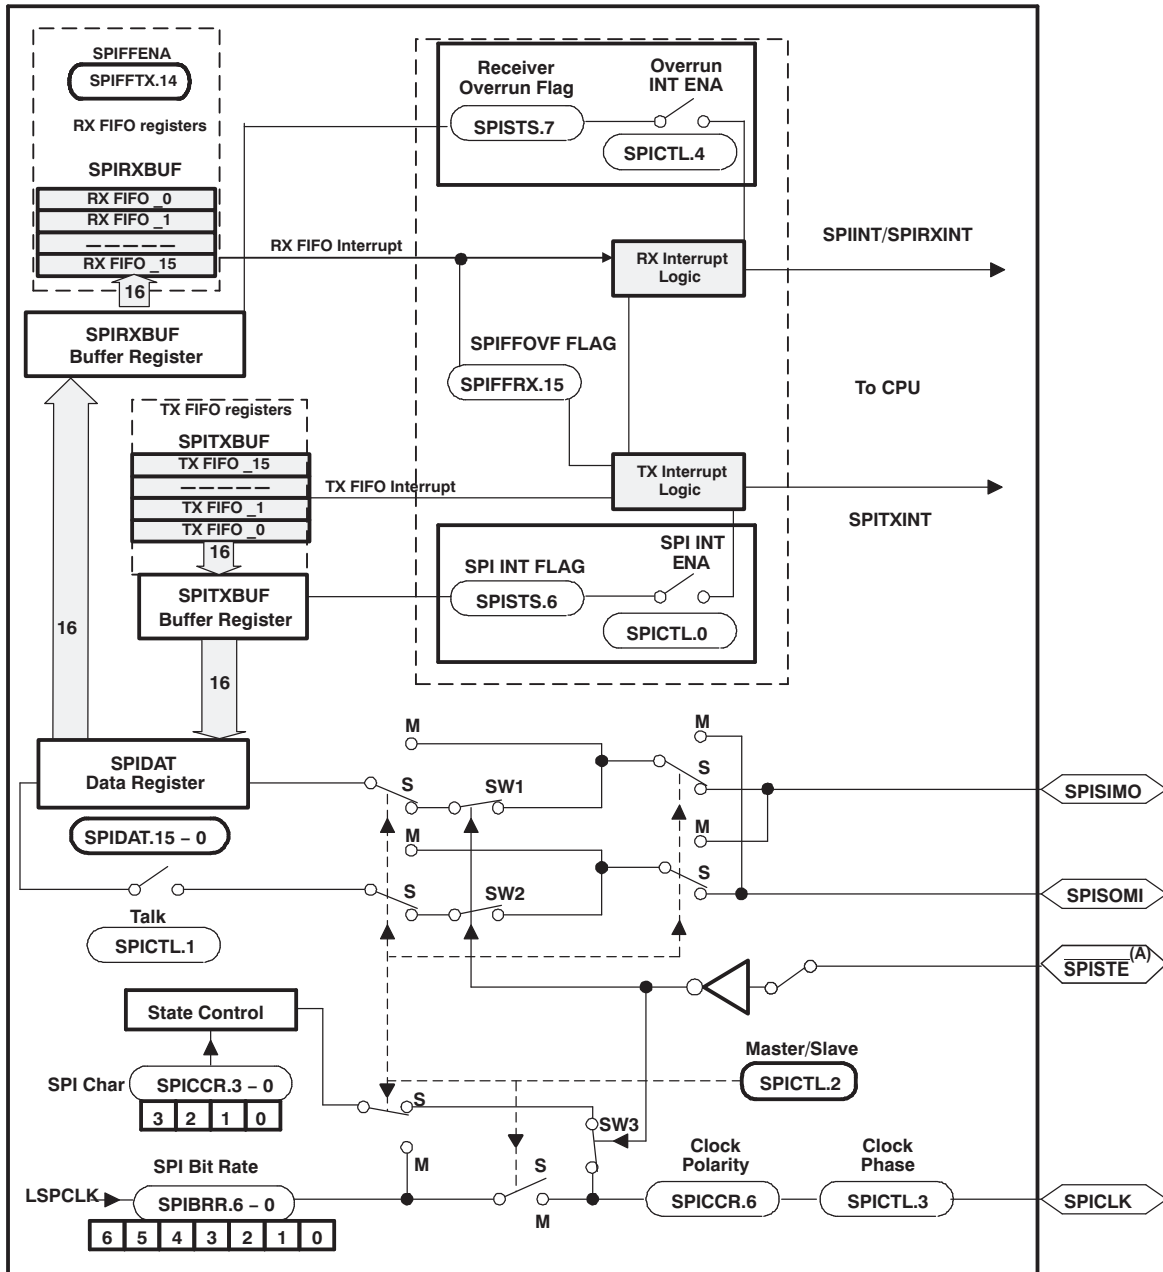 SPIFFENA
SPIFFTX.14
RX FIFO registers
SPIRXBUF
RX FIFO _0
RX FIFO _1
–––––
RX FIFO _15
16
SPIRXBUF
Buffer Register
Receiver
Overrun Flag
SPISTS.7
Overrun
INT ENA
SPICTL.4
RX FIFO Interrupt
RX Interrupt
Logic
SPIINT/SPIRXINT
SPIFFOVF FLAG
SPIFFRX.15
To CPU
TX FIFO registers
SPITXBUF
TX FIFO _15
–––––
TX FIFO _1
TX FIFO _0
16
TX FIFO Interrupt
TX Interrupt
Logic
SPITXINT
SPITXBUF
Buffer Register
SPI INT FLAG
SPISTS.6
SPI INT
ENA
SPICTL.0
16
16
SPIDAT
Data Register
SPIDAT.15 – 0
M
S
SW1
M
S
SPISIMO
M
S
SW2
M
S
SPISOMI
Talk
SPICTL.1
SPISTE (A)
State Control
Master/Slave
SPICTL.2
SPI Char
SPICCR.3 – 0
3 2 1 0
S
SW3
M
SPI Bit Rate
LSPCLK
SPIBRR.6 – 0
6 5 4 3 2 1 0
S
M
Clock
Polarity
SPICCR.6
Clock
Phase
SPICTL.3
SPICLK